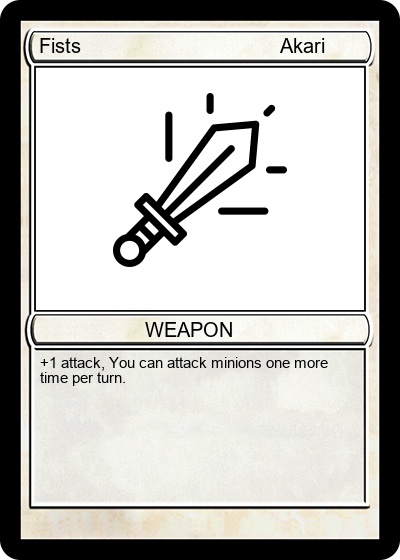 Fists Akari
WEAPON
+1 attack, You can attack minions one more
time per turn.